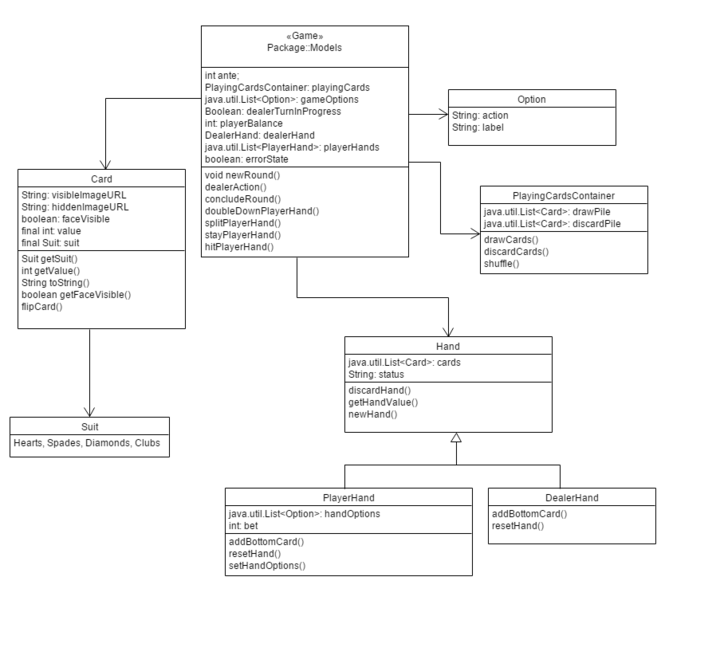 «Game»
Package::Models
int ante;
PlayingCardsContainer: playingCards
java.util.List<Option>: gameOptions
Boolean: dealerTurnInProgress
int: playerBalance
DealerHand: dealerHand
java.util.List<PlayerHand>: playerHands
boolean: errorState
void newRound()
dealerAction()
concludeRound()
doubleDownPlayerHand()
splitPlayerHand()
stayPlayerHand()
hitPlayerHand()
Option
String: action
String: label
Card
String: visibleImageURL
String: hiddenImageURL
boolean: faceVisible
final int: value
final Suit: suit
Suit getSuit()
int getValue()
String toString()
boolean getFaceVisible()
flipCard()
PlayingCardsContainer
java.util.List<Card>: drawPile
java.util.List<Card>: discardPile
drawCards()
discardCards()
shuffle()
Hand
java.util.List<Card>: cards
String: status
discardHand()
getHandValue()
newHand()
Suit
Hearts, Spades, Diamonds, Clubs
PlayerHand
java.util.List<Option>: handOptions
int: bet
addBottomCard()
resetHand()
setHandOptions()
DealerHand
addBottomCard()
resetHand()